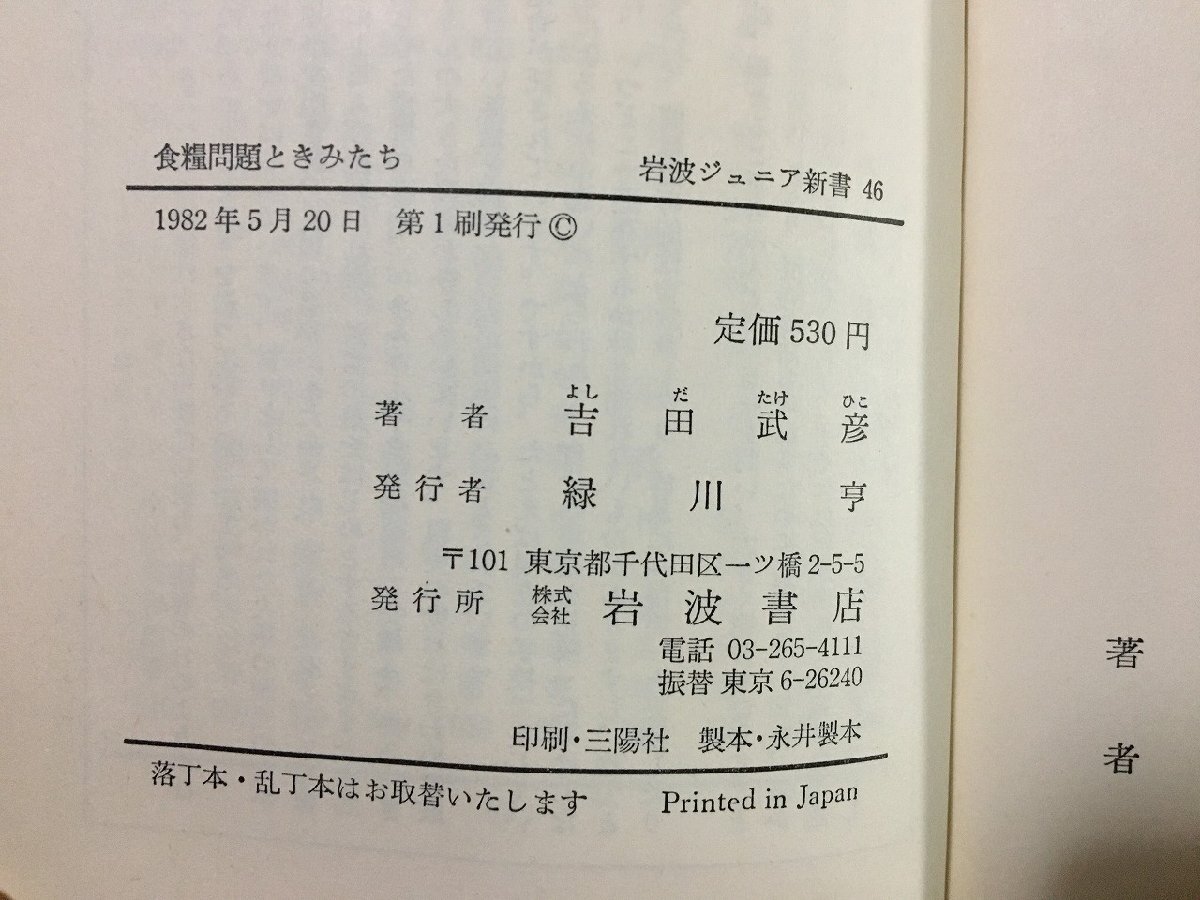 食糧問題ときみたち 岩波ジュニア新書 46
1982年5月20日 第1刷発行©
定価 530円
よし だ たけ ひこ
著者 吉田武彦
発行者 緑川亨
〒101 東京都千代田区一ツ橋2-5-5
発行所 株式会社 岩波書店
電話 03-265-4111
振替 東京6-26240
印刷・三陽社 製本・永井製本
落丁本・乱丁本はお取替いたします Printed in Japan
著者